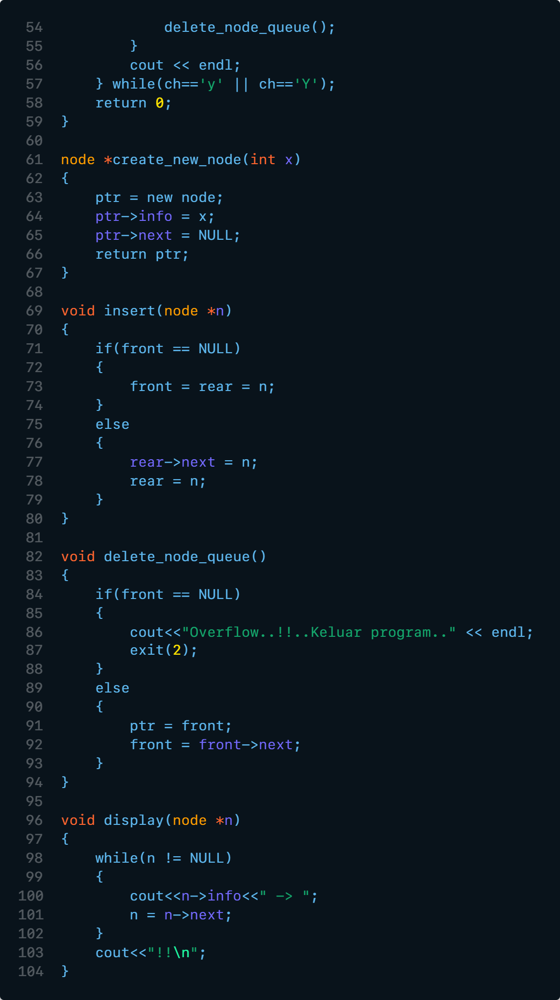 54              delete_node_queue();
55          }
56          cout << endl;
57      } while(ch=='y' || ch=='Y');
58      return 0;
59  }
60
61  node *create_new_node(int x)
62  {
63      ptr = new node;
64      ptr->info = x;
65      ptr->next = NULL;
66      return ptr;
67  }
68
69  void insert(node *n)
70  {
71      if(front == NULL)
72      {
73          front = rear = n;
74      }
75      else
76      {
77          rear->next = n;
78          rear = n;
79      }
80  }
81
82  void delete_node_queue()
83  {
84      if(front == NULL)
85      {
86          cout<<"Overflow..!!..Keluar program.." << endl;
87          exit(2);
88      }
89      else
90      {
91          ptr = front;
92          front = front->next;
93      }
94  }
95
96  void display(node *n)
97  {
98      while(n != NULL)
99      {
100         cout<<n->info<<" -> ";
101         n = n->next;
102     }
103     cout<<"!!\n";
104 }